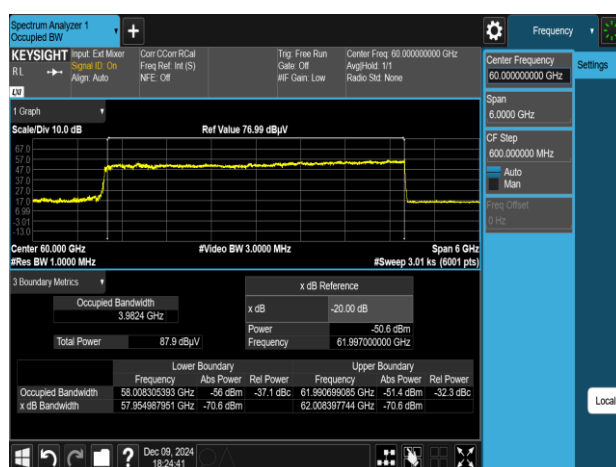 Spectrum Analyzer 1
Occupied BW
Frequency
KEYSIGHT Input: Ext Mixer Corr CCorr RCal Trig: Free Run Center Freq: 60.000000000 GHz
RL Signal ID: On Freq Ref: Int (S) Gate: Off Avg|Hold: 1/1
Align: Auto NFE: Off #IF Gain: Low Radio Std: None
LXI
Center Frequency
60.000000000 GHz
Settings
Span
6.0000 GHz
CF Step
600.000000 MHz
Auto
Man
Freq Offset
0 Hz
Local
1 Graph
Scale/Div 10.0 dB Ref Value 76.99 dBµV
67.0
57.0
47.0
37.0
27.0
17.0
6.99
-3.01
-13.0
Center 60.000 GHz #Video BW 3.0000 MHz Span 6 GHz
#Res BW 1.0000 MHz #Sweep 3.01 ks (6001 pts)
3 Boundary Metrics
Occupied Bandwidth
3.9824 GHz
Total Power 87.9 dBµV
x dB Reference
x dB -20.00 dB
Power -50.6 dBm
Frequency 61.997000000 GHz
Lower Boundary Upper Boundary
Frequency Abs Power Rel Power Frequency Abs Power Rel Power
Occupied Bandwidth 58.008305393 GHz -56 dBm -37.1 dBc 61.990699085 GHz -51.4 dBm -32.3 dBc
x dB Bandwidth 57.954987951 GHz -70.6 dBm 62.008397744 GHz -70.6 dBm
? Dec 09, 2024
18:24:41